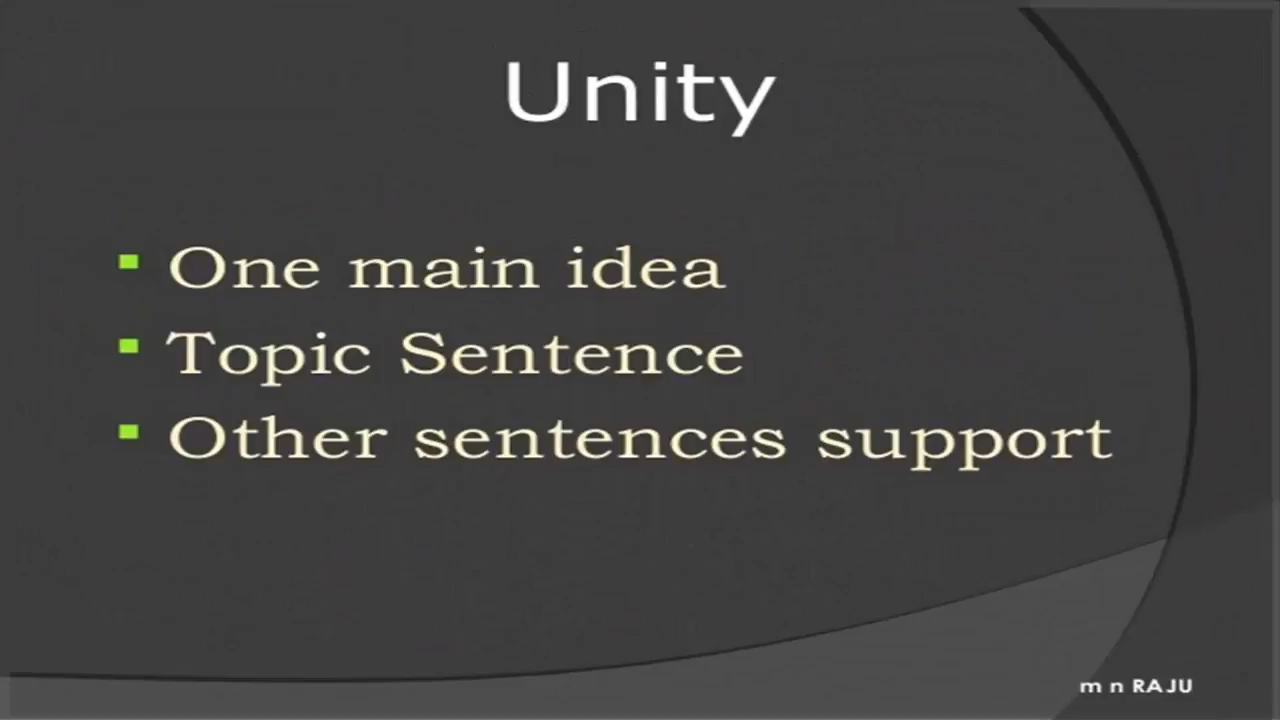 Unity
One main idea
Topic Sentence
Other sentences support
m n RAJU